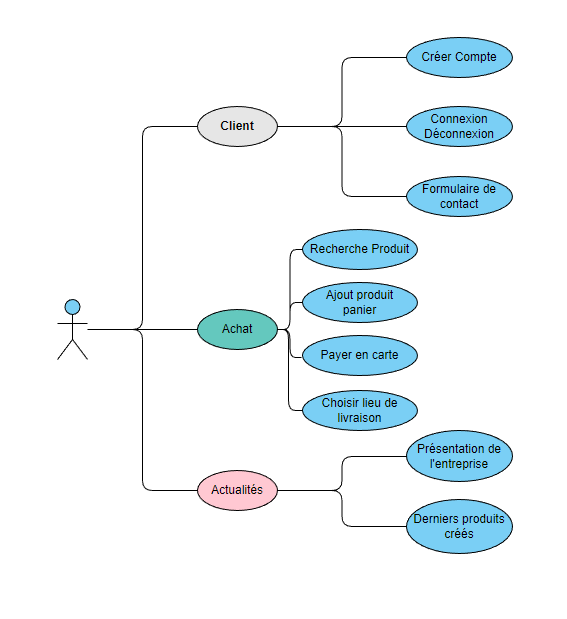 Créer Compte
Client
Connexion
Déconnexion
Formulaire de
contact
Recherche Produit
Ajout produit
panier
Achat
Payer en carte
Choisir lieu de
livraison
Présentation de
l'entreprise
Actualités
Derniers produits
créés